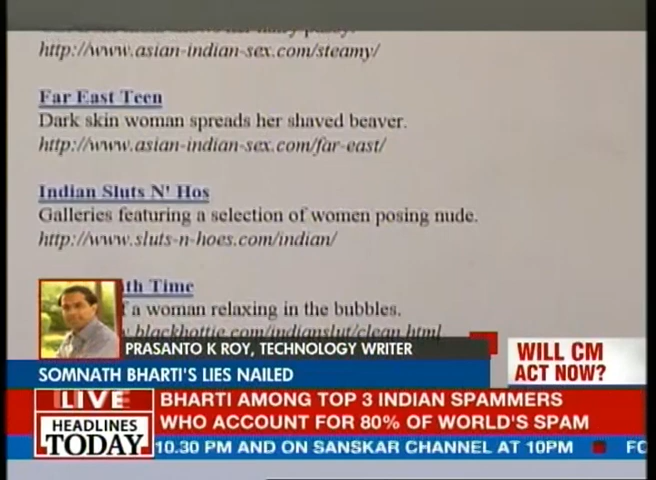 http://www.asian-indian-sex.com/steamy/
Far East Teen
Dark skin woman spreads her shaved beaver.
http://www.asian-indian-sex.com/far-east/
Indian Sluts N' Hos
Galleries featuring a selection of women posing nude.
http://www.sluts-n-hoes.com/indian/
th Time
f a woman relaxing in the bubbles.
blackhottie.com/indianslut/clean.html
PRASANTO K ROY, TECHNOLOGY WRITER
SOMNATH BHARTI'S LIES NAILED
WILL CM
ACT NOW?
LIVE
HEADLINES
TODAY
BHARTI AMONG TOP 3 INDIAN SPAMMERS
WHO ACCOUNT FOR 80% OF WORLD'S SPAM
10.30 PM AND ON SANSKAR CHANNEL AT 10PM FO